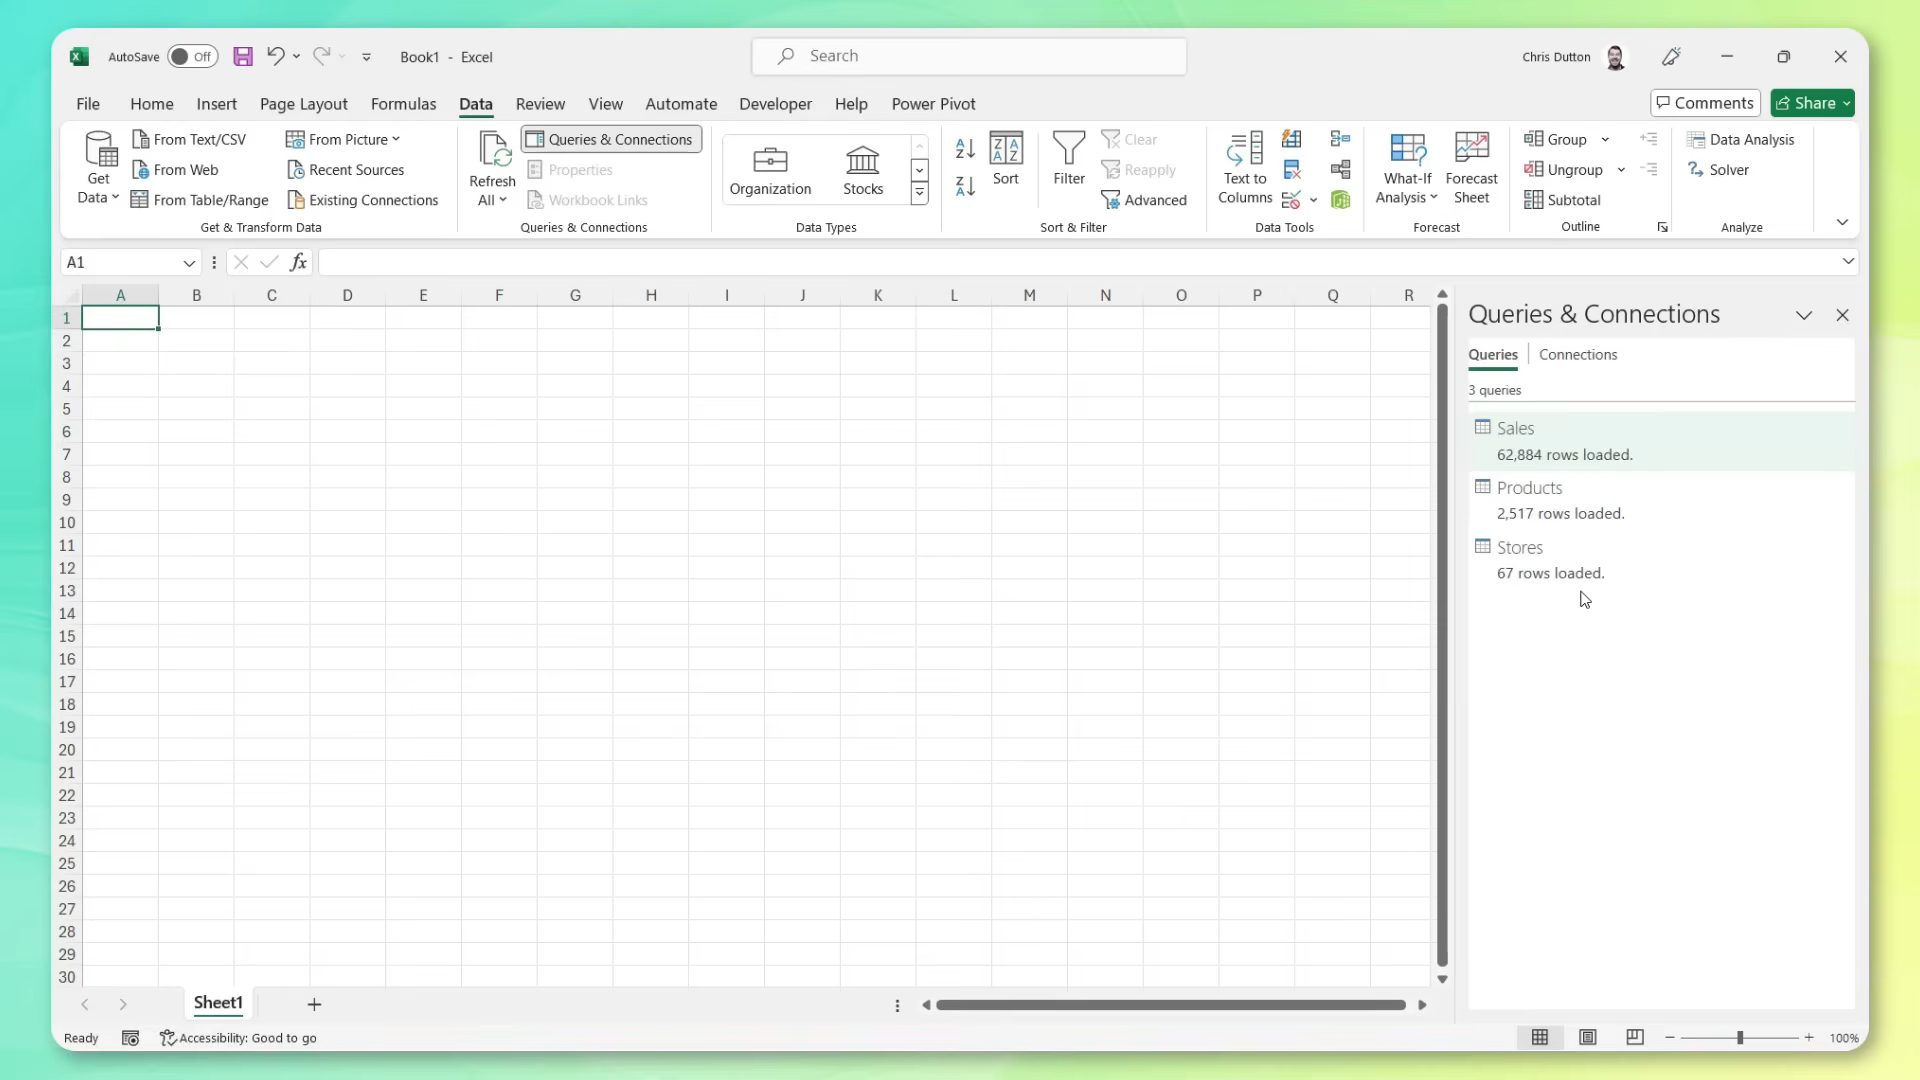 AutoSave Off Book1 - Excel Search Chris Dutton
File Home Insert Page Layout Formulas Data Review View Automate Developer Help Power Pivot Comments Share
Get Data
From Text/CSV
From Web
From Table/Range
From Picture
Recent Sources
Existing Connections
Get & Transform Data
Refresh All
Queries & Connections
Properties
Workbook Links
Queries & Connections
Organization
Stocks
Data Types
Sort
Filter
Clear
Reapply
Advanced
Sort & Filter
Text to Columns
Data Tools
What-If Analysis
Forecast Sheet
Forecast
Group
Ungroup
Subtotal
Outline
Data Analysis
Solver
Analyze
A1 fx
A B C D E F G H I J K L M N O P Q R
1
2
3
4
5
6
7
8
9
10
11
12
13
14
15
16
17
18
19
20
21
22
23
24
25
26
27
28
29
30
Queries & Connections
Queries Connections
3 queries
Sales
62,884 rows loaded.
Products
2,517 rows loaded.
Stores
67 rows loaded.
Sheet1
Ready Accessibility: Good to go 100%